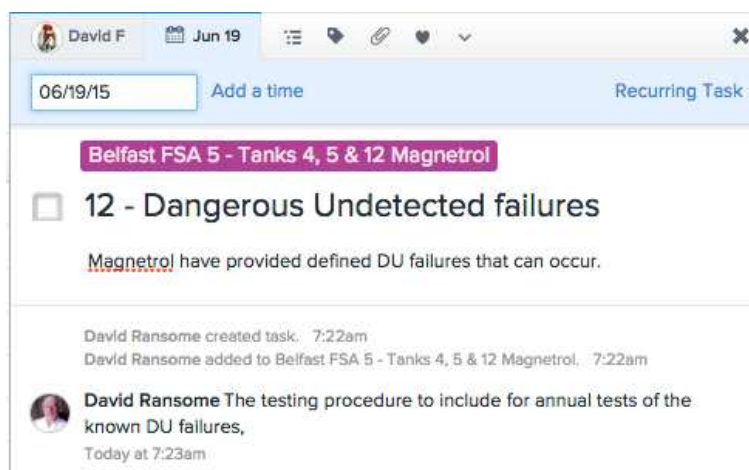 David F Jun 19
06/19/15 Add a time Recurring Task
Belfast FSA 5 - Tanks 4, 5 & 12 Magnetrol
12 - Dangerous Undetected failures
Magnetrol have provided defined DU failures that can occur.
David Ransome created task. 7:22am
David Ransome added to Belfast FSA 5 - Tanks 4, 5 & 12 Magnetrol. 7:22am
David Ransome The testing procedure to include for annual tests of the
known DU failures,
Today at 7:23am